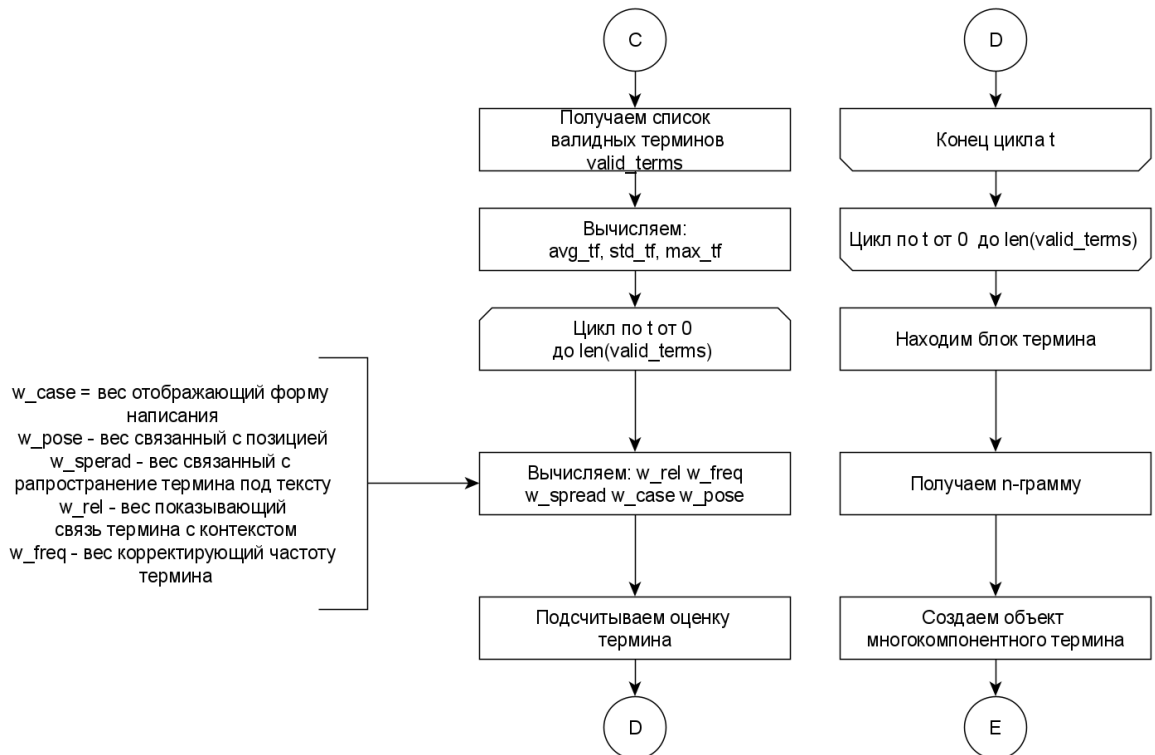 C
Получаем список
валидных терминов
valid_terms
Вычисляем:
avg_tf, std_tf, max_tf
Цикл по t от 0
до len(valid_terms)
w_case = вес отображающий форму
написания
w_pose - вес связанный с позицией
w_sperad - вес связанный с
рапространение термина под тексту
w_rel - вес показывающий
связь термина с контекстом
w_freq - вес корректирующий частоту
термина
Вычисляем: w_rel w_freq
w_spread w_case w_pose
Подсчитываем оценку
термина
D
D
Конец цикла t
Цикл по t от 0 до len(valid_terms)
Находим блок термина
Получаем n-грамму
Создаем объект
многокомпонентного термина
E